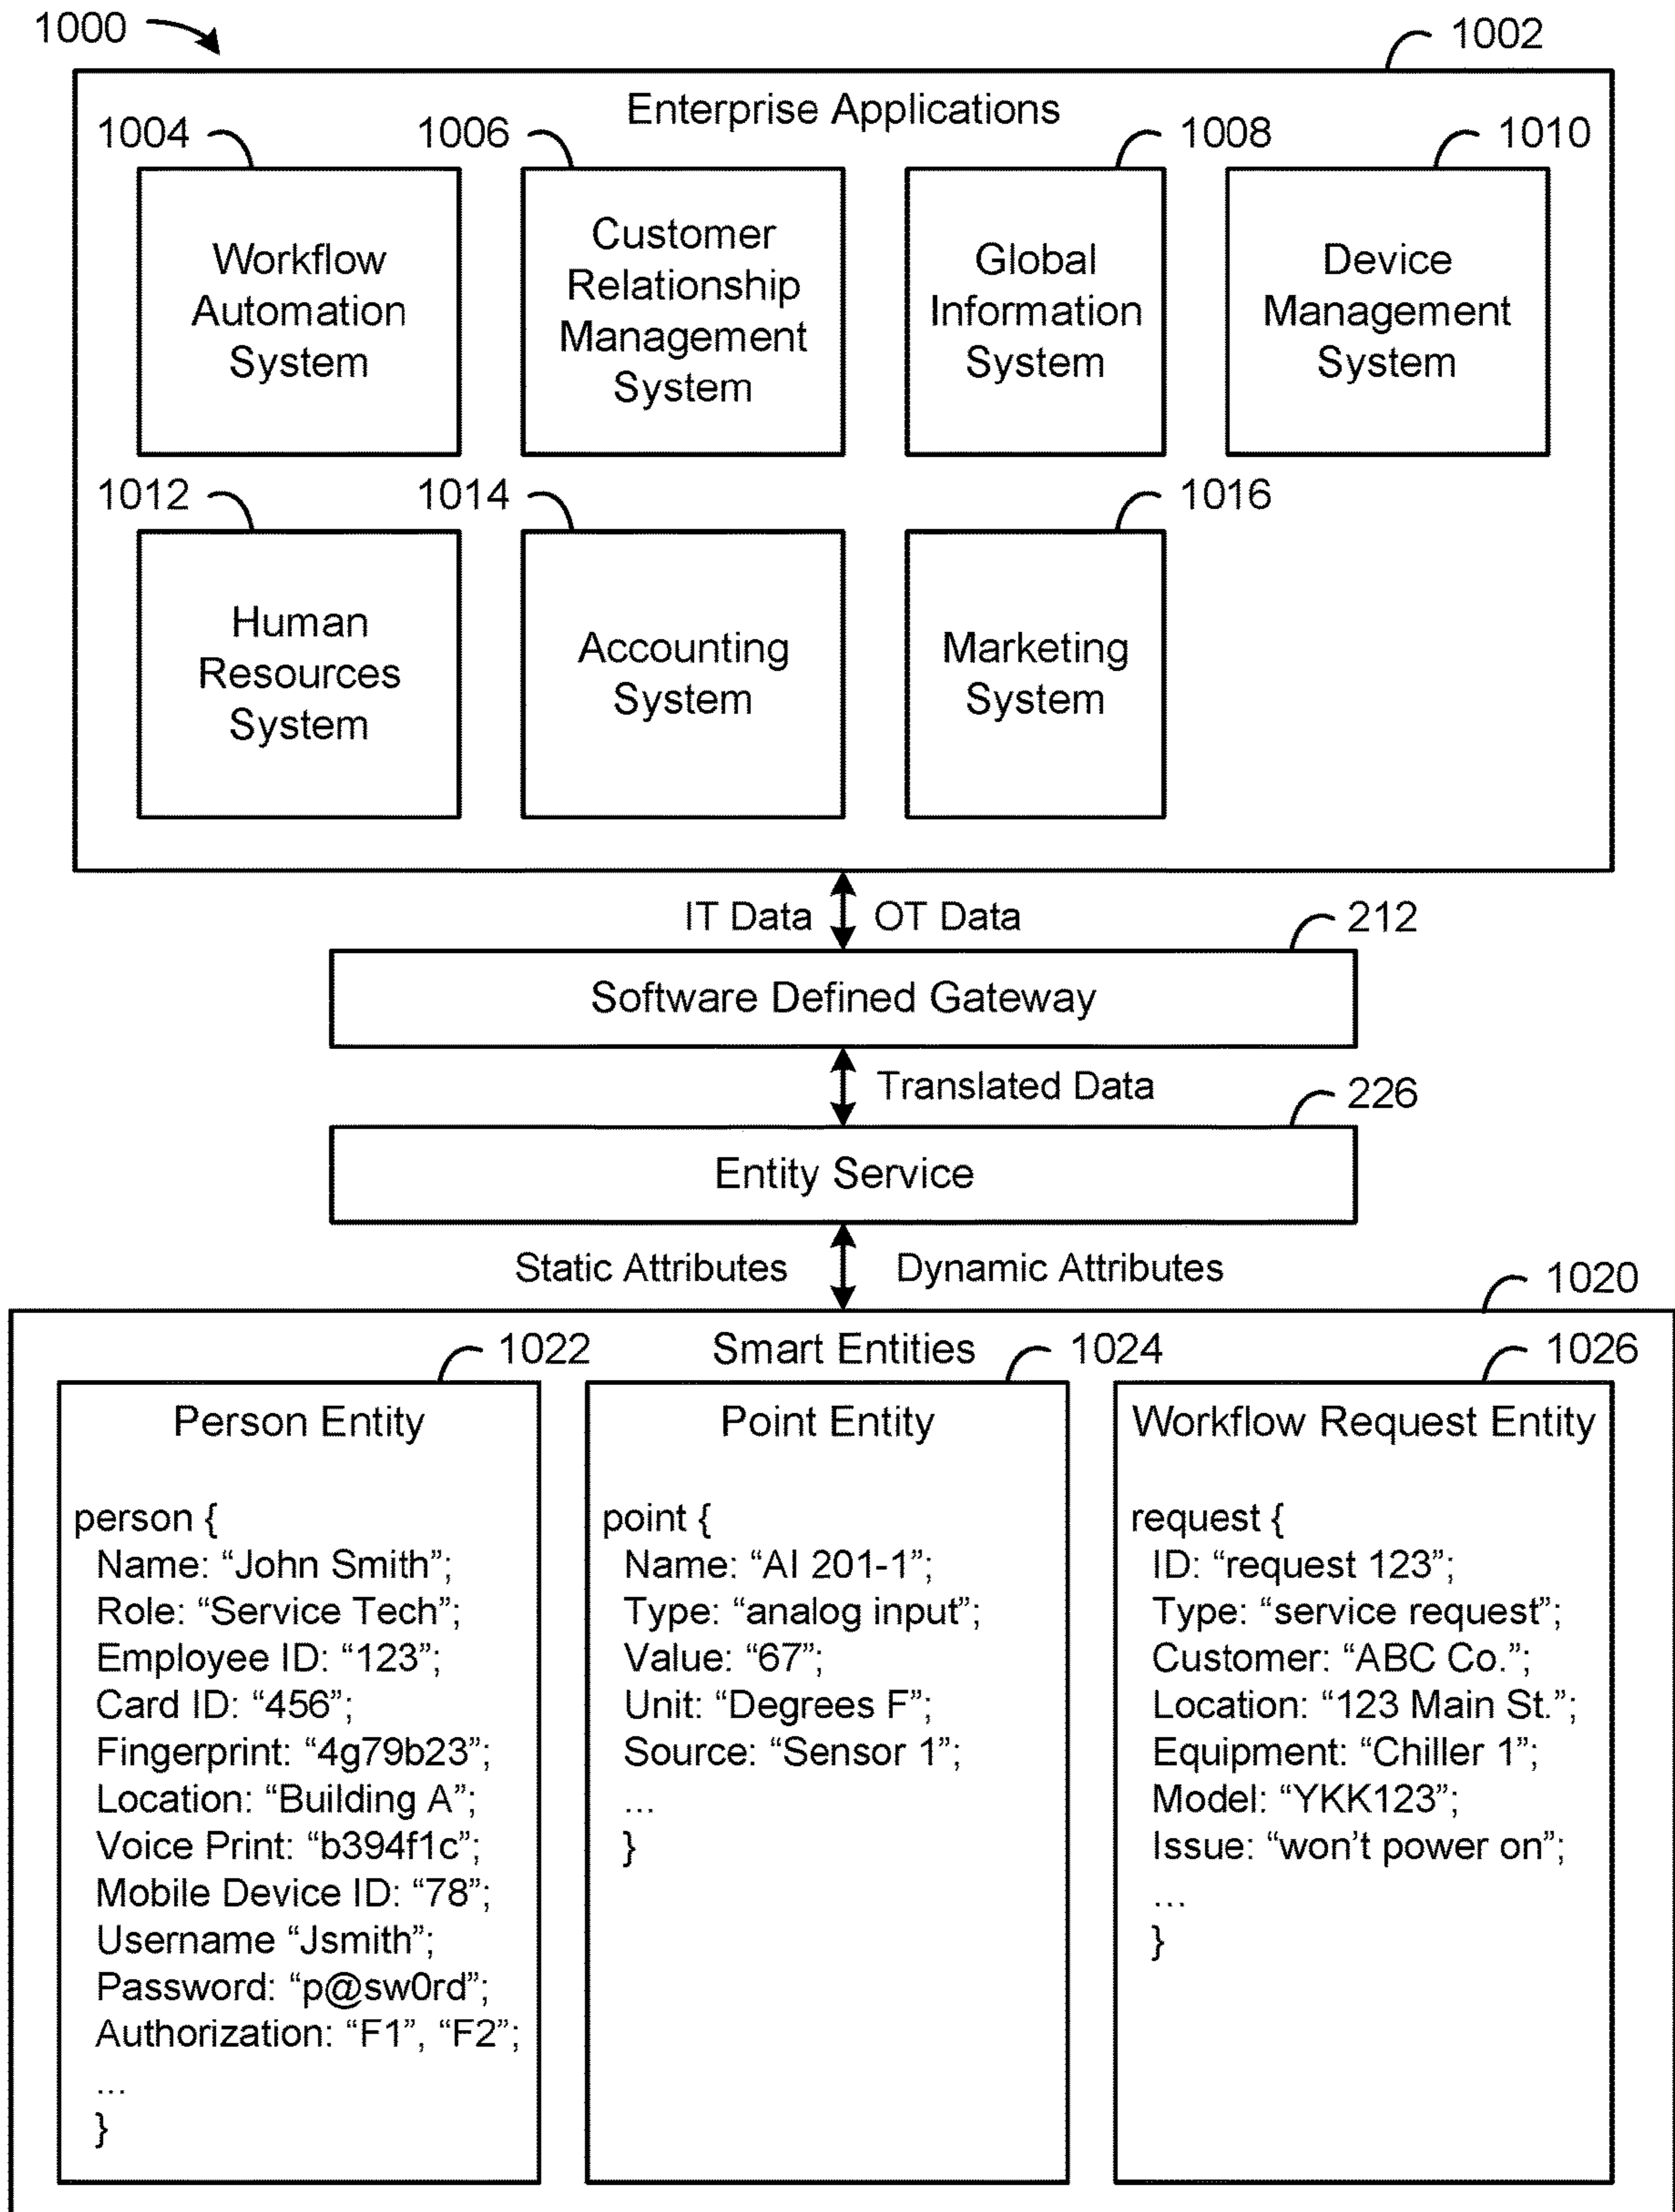 1000
1002
Enterprise Applications
1004
1006
1008
1010
Workflow
Automation
System
Customer
Relationship
Management
System
Global
Information
System
Device
Management
System
1012
1014
1016
Human
Resources
System
Accounting
System
Marketing
System
IT Data
OT Data
212
Software Defined Gateway
Translated Data
226
Entity Service
Static Attributes
Dynamic Attributes
1020
Smart Entities
1022
1024
1026
Person Entity
person {
Name: “John Smith”;
Role: “Service Tech”;
Employee ID: “123”;
Card ID: “456”;
Fingerprint: “4g79b23”;
Location: “Building A”;
Voice Print: “b394f1c”;
Mobile Device ID: “78”;
Username “Jsmith”;
Password: “p@sw0rd”;
Authorization: “F1”, “F2”;
...
}
Point Entity
point {
Name: “AI 201-1”;
Type: “analog input”;
Value: “67”;
Unit: “Degrees F”;
Source: “Sensor 1”;
...
}
Workflow Request Entity
request {
ID: “request 123”;
Type: “service request”;
Customer: “ABC Co.”;
Location: “123 Main St.”;
Equipment: “Chiller 1”;
Model: “YKK123”;
Issue: “won’t power on”;
...
}